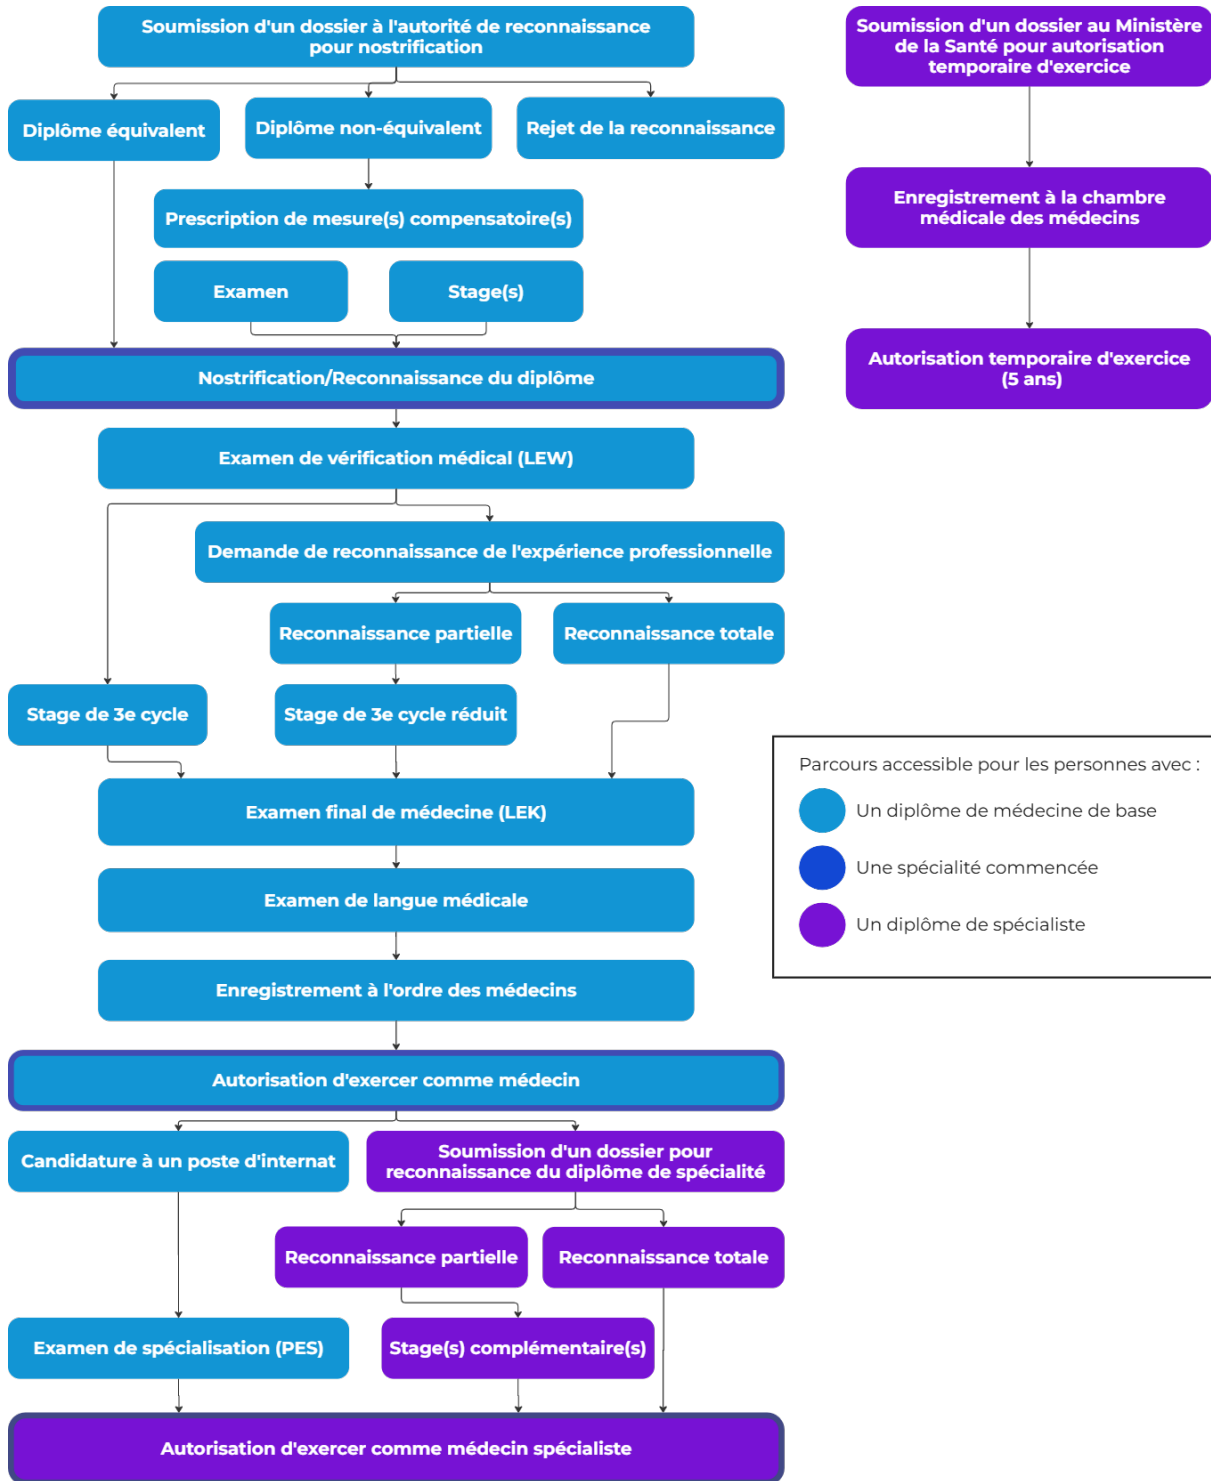 Soumission d'un dossier à l'autorité de reconnaissance
pour nostrification
Diplôme équivalent
Diplôme non-équivalent
Rejet de la reconnaissance
Prescription de mesure(s) compensatoire(s)
Examen
Stage(s)
Nostrification/Reconnaissance du diplôme
Examen de vérification médical (LEW)
Demande de reconnaissance de l'expérience professionnelle
Reconnaissance partielle
Reconnaissance totale
Stage de 3e cycle
Stage de 3e cycle réduit
Examen final de médecine (LEK)
Examen de langue médicale
Enregistrement à l'ordre des médecins
Autorisation d'exercer comme médecin
Candidature à un poste d'internat
Soumission d'un dossier pour
reconnaissance du diplôme de spécialité
Reconnaissance partielle
Reconnaissance totale
Examen de spécialisation (PES)
Stage(s) complémentaire(s)
Autorisation d'exercer comme médecin spécialiste
Soumission d'un dossier au Ministère
de la Santé pour autorisation
temporaire d'exercice
Enregistrement à la chambre
médicale des médecins
Autorisation temporaire d'exercice
(5 ans)
Parcours accessible pour les personnes avec :
Un diplôme de médecine de base
Une spécialité commencée
Un diplôme de spécialiste